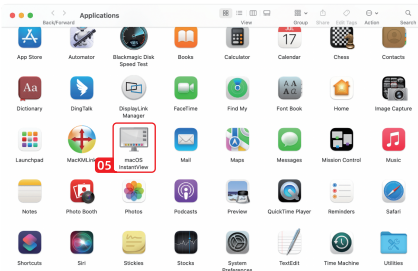 Applications
Back/Forward View Group Share Edit Tags Action Search
JUL
17
App Store Automator Blackmagic Disk Speed Test Books Calculator Calendar Chess Contacts
Aa
Dictionary DingTalk DisplayLink Manager FaceTime Find My Font Book Home Image Capture
05
Launchpad MacKMLink macOS InstantView Mail Maps Messages Mission Control Music
Notes Photo Booth Photos Podcasts Preview QuickTime Player Reminders Safari
Shortcuts Siri Stickies Stocks System Preferences TextEdit Time Machine Utilities